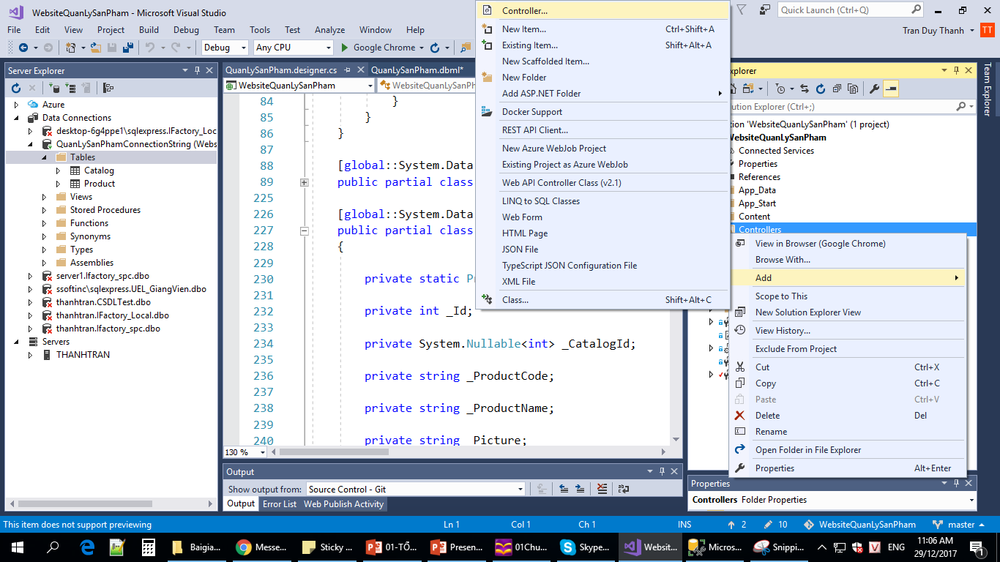 WebsiteQuanLySanPham - Microsoft Visual Studio
Quick Launch (Ctrl+Q)
File Edit View Project Build Debug Team Tools Test Analyze Window Help
Tran Duy Thanh TT
Debug Any CPU Google Chrome
Server Explorer
Azure
Data Connections
desktop-6g4ppe1\sqlexpress.IFactory_Loc
QuanLySanPhamConnectionString (Webs
Tables
Catalog
Product
Views
Stored Procedures
Functions
Synonyms
Types
Assemblies
server1.lfactory_spc.dbo
ssoftinc\sqlexpress.UEL_GiangVien.dbo
thanhtran.CSDLTest.dbo
thanhtran.IFactory_Local.dbo
thanhtran.lfactory_spc.dbo
Servers
THANHTRAN
QuanLySanPham.designer.cs QuanLySanPham.dbml*
WebsiteQuanLySanPham WebsiteQuanLySanPh
84 }
85 }
86 }
87
88 [global::System.Data
89 public partial class
225
226 [global::System.Data
227 public partial class
228 {
229
230 private static P
231
232 private int _Id;
233
234 private System.Nullable<int> _CatalogId;
235
236 private string _ProductCode;
237
238 private string _ProductName;
239
240 private string _Picture;
130 %
Output
Show output from: Source Control - Git
Output Error List Web Publish Activity
Controller...
New Item... Ctrl+Shift+A
Existing Item... Shift+Alt+A
New Scaffolded Item...
New Folder
Add ASP.NET Folder
Docker Support
REST API Client...
New Azure WebJob Project
Existing Project as Azure WebJob
Web API Controller Class (v2.1)
LINQ to SQL Classes
Web Form
HTML Page
JSON File
TypeScript JSON Configuration File
XML File
Class... Shift+Alt+C
xplorer
ution Explorer (Ctrl+;)
tion 'WebsiteQuanLySanPham' (1 project)
WebsiteQuanLySanPham
Connected Services
Properties
References
App_Data
App_Start
Content
Controllers
View in Browser (Google Chrome)
Browse With...
Add
Scope to This
New Solution Explorer View
View History...
Exclude From Project
Cut Ctrl+X
Copy Ctrl+C
Paste Ctrl+V
Delete Del
Rename
Open Folder in File Explorer
Properties Alt+Enter
Properties
Controllers Folder Properties
Team Explorer
This item does not support previewing Ln 1 Col 1 Ch 1 INS 2 10 WebsiteQuanLySanPham master
Baigia... Messe... Sticky ... 01-TỔ... Presen... 01Chu... Skype... Websit... Micros... Snippi... V ENG
11:06 AM
29/12/2017
1